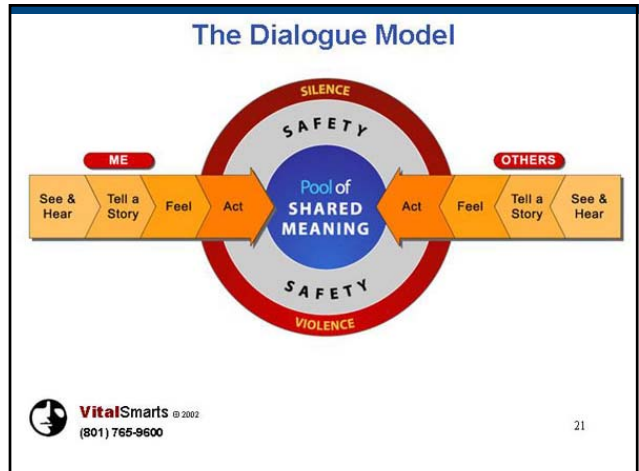 The Dialogue Model
SILENCE
SAFETY
ME
OTHERS
See &
Hear
Tell a
Story
Feel
Act
Pool of
SHARED
MEANING
Act
Feel
Tell a
Story
See &
Hear
SAFETY
VIOLENCE
VitalSmarts © 2002
(801) 765-9600
21